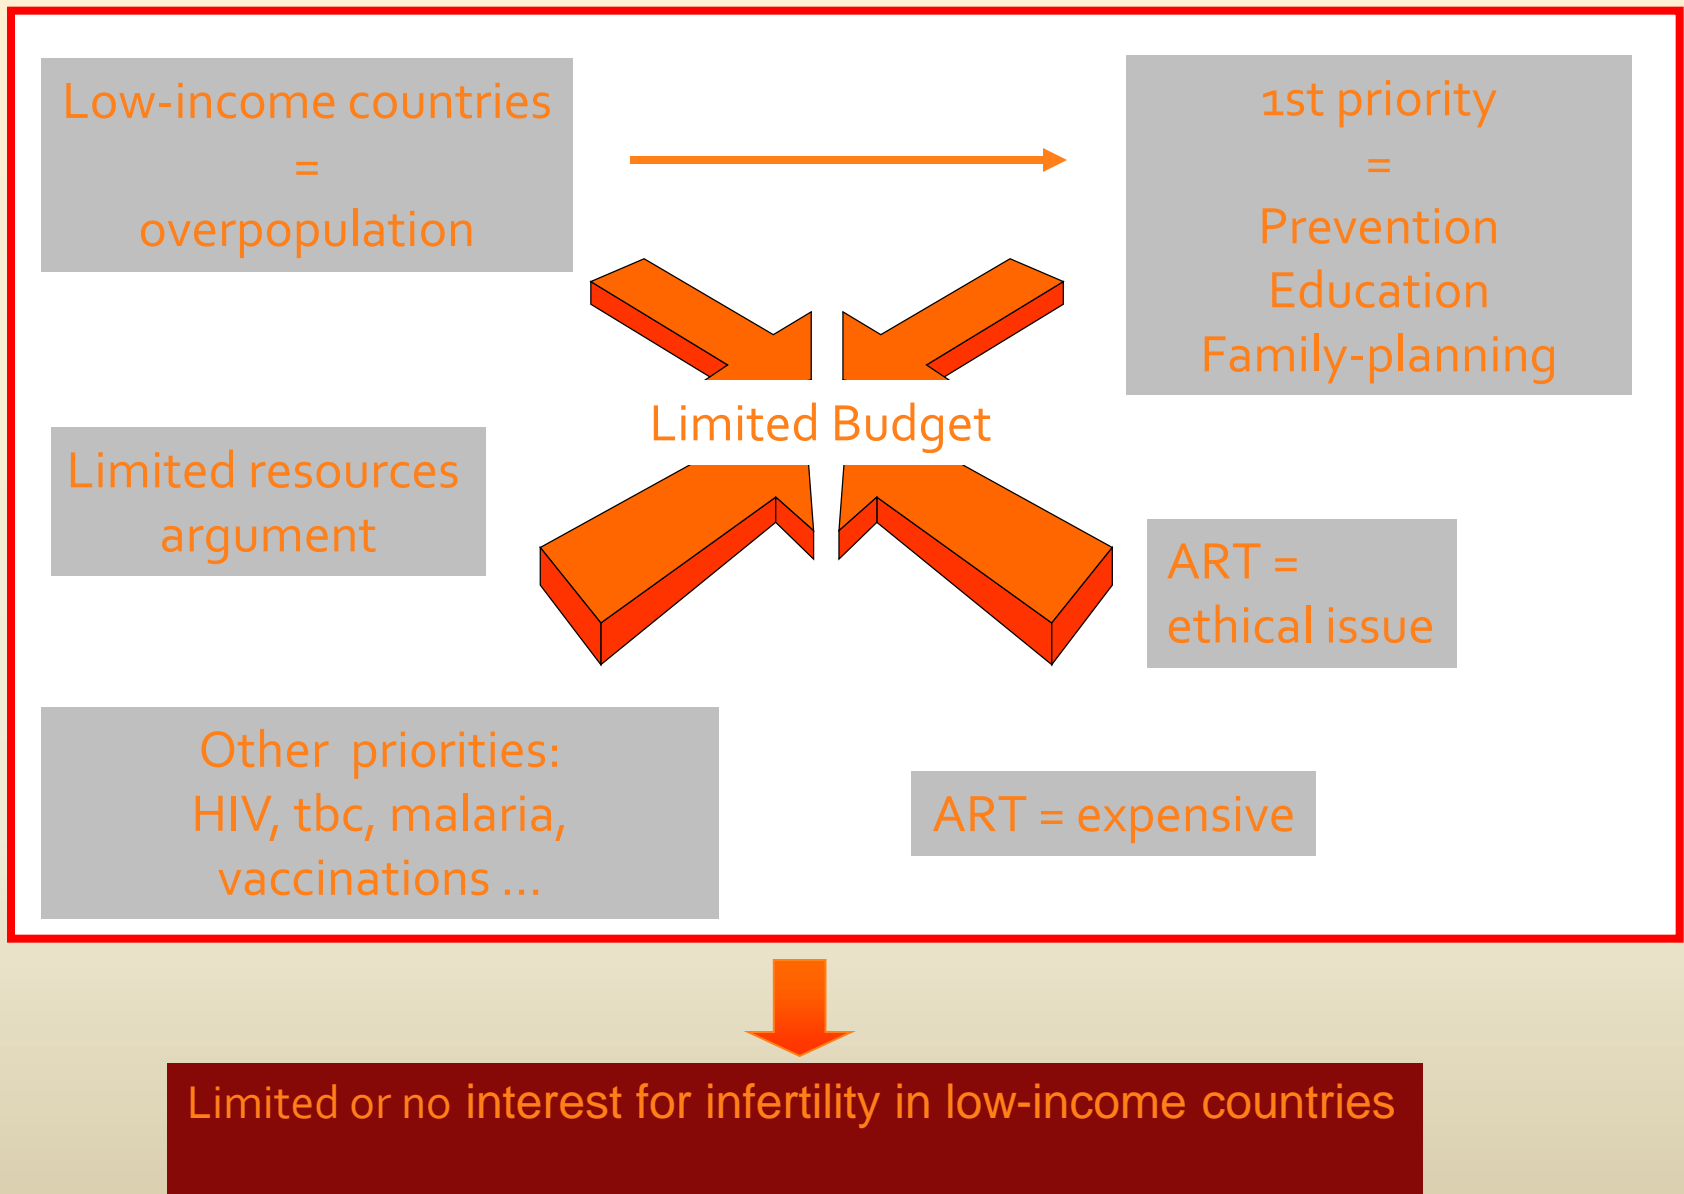 Low-income countries
=
overpopulation
1st priority
=
Prevention
Education
Family-planning
Limited Budget
Limited resources
argument
ART =
ethical issue
Other priorities:
HIV, tbc, malaria,
vaccinations ...
ART = expensive
Limited or no interest for infertility in low-income countries